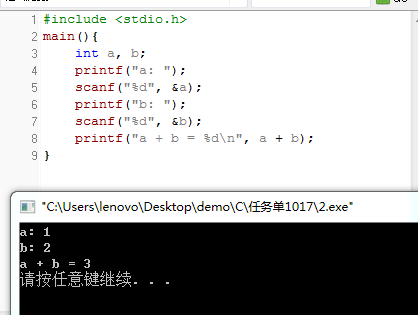 1 #include <stdio.h>
2 main(){
3     int a, b;
4     printf("a: ");
5     scanf("%d", &a);
6     printf("b: ");
7     scanf("%d", &b);
8     printf("a + b = %d\n", a + b);
9 }
"C:\Users\lenovo\Desktop\demo\C\任务单1017\2.exe"
a: 1
b: 2
a + b = 3
请按任意键继续. . .